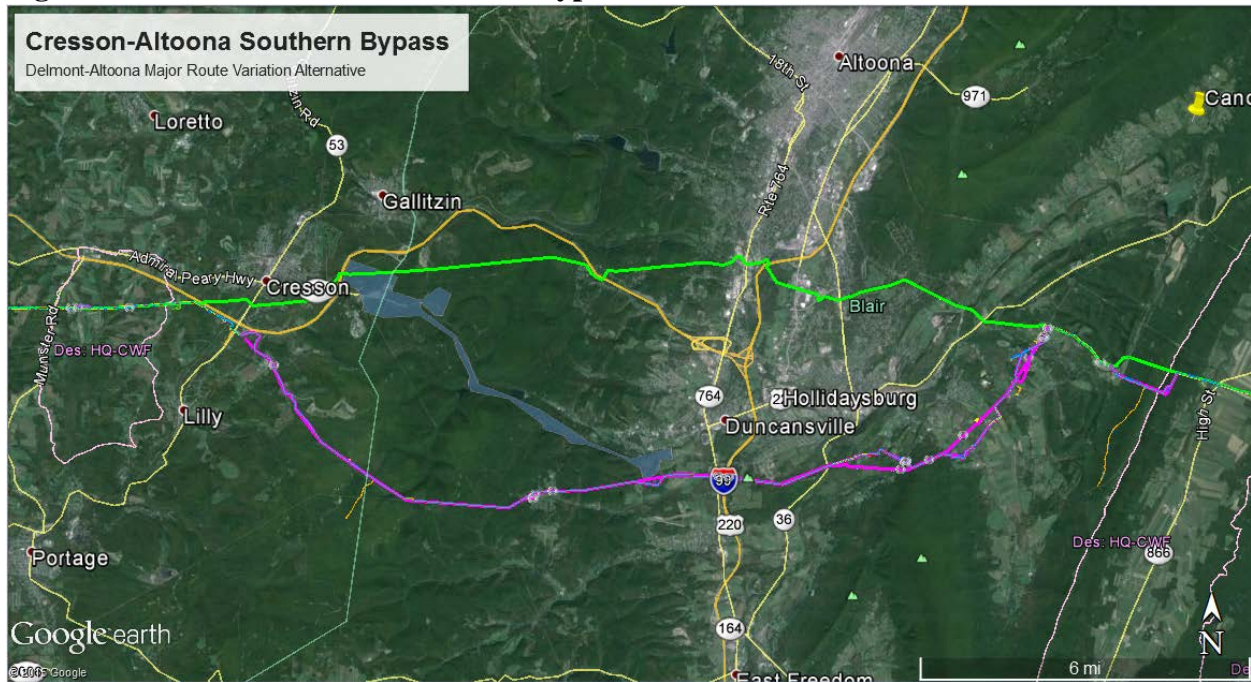 Cresson-Altoona Southern Bypass
Delmont-Altoona Major Route Variation Alternative
18th St
Altoona
971
Loretto
53
Rte 764
Gallitzin
Admiral Peary Hwy
Cresson
Munster Rd
Blair
Des: HQ-CWF
Lilly
764
Hollidaysburg
Duncansville
High St
99
220
36
Des: HQ-CWF
866
Portage
164
Google earth
N
© 2015 Google
East Freedom
6 mi